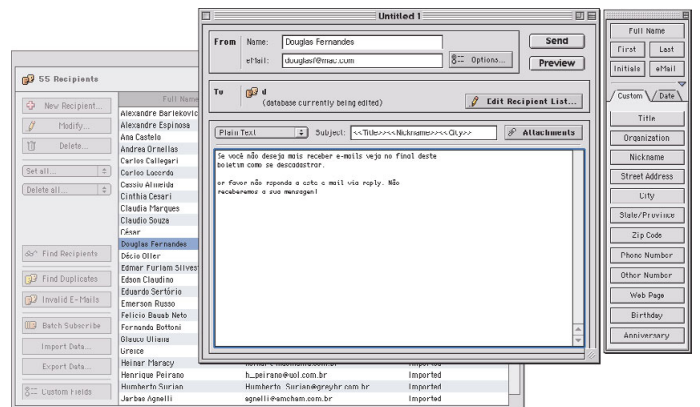 Untitled 1
From
Name: Douglas Fernandes
eMail: douglasf@mac.com
Options...
Send
Preview
To
d
(database currently being edited)
Edit Recipient List...
Plain Text
Subject: <<Title>><<Nickname>><<City>>
Attachments
Se você não deseja mais receber e-mails veja no final deste
boletim como se descadastrar.
or favor não responda a este e mail via reply. Não
receberemos a sua mensagem!
55 Recipients
New Recipient...
Modify...
Delete...
Set all...
Delete all...
Find Recipients
Find Duplicates
Invalid E-Mails
Batch Subscribe
Import Data...
Export Data...
Custom Fields
Full Name
Alexandre Barlekovic
Alexandre Espinosa
Ana Castelo
Andrea Ornellas
Carlos Callegari
Carlos Lacerda
Cassio Almeida
Cinthia Cesari
Claudia Marques
Claudio Souza
César
Douglas Fernandes
Décio Oller
Edmar Furlam Silves
Edson Claudino
Eduardo Sertório
Emerson Russo
Felicio Bauab Neto
Fernanda Bottoni
Glauco Uliana
Greice
Heinar Maracy
Henrique Peirano h_peirano@uol.com.br Imported
Humberto Surian Humberto_Surian@greybr.com.br Imported
Jarbas Agnelli agnelli@amcham.com.br Imported
Full Name
First Last
Initials eMail
Custom Date
Title
Organization
Nickname
Street Address
City
State/Province
Zip Code
Phone Number
Other Number
Web Page
Birthday
Anniversary